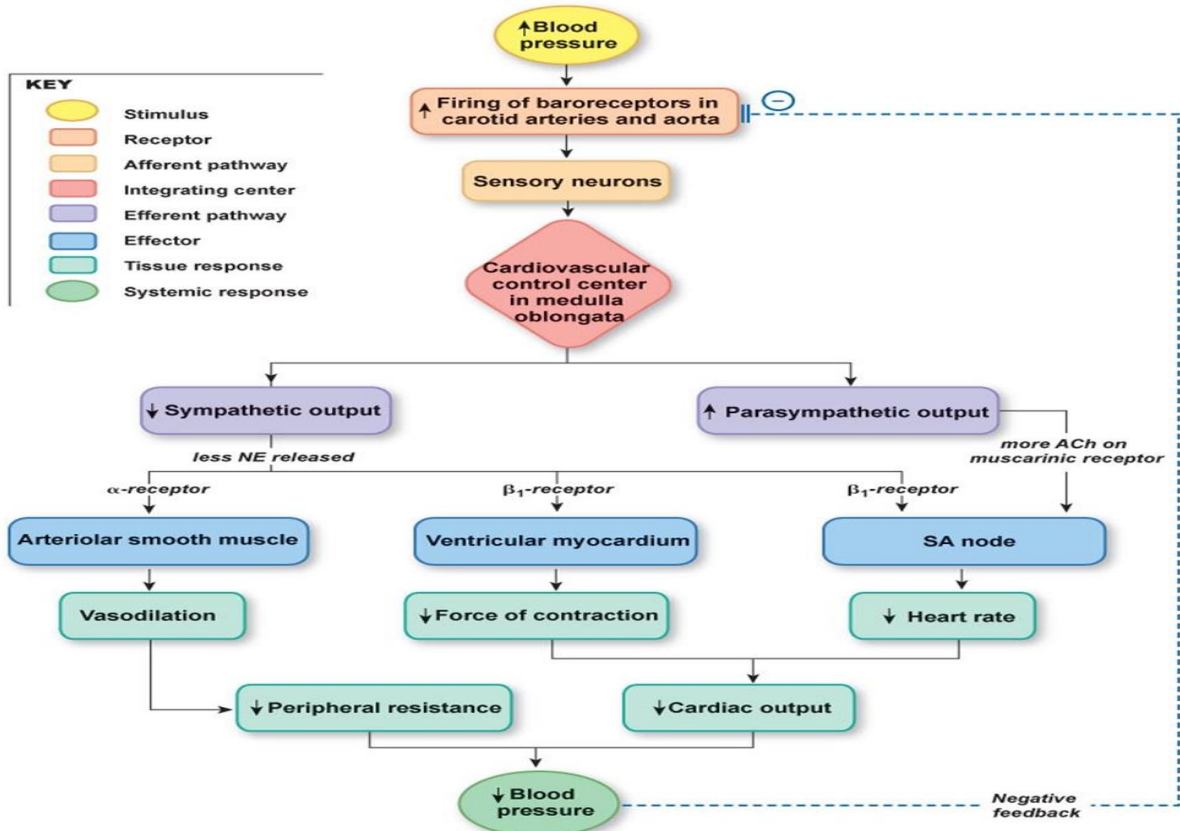 ↑Blood
pressure
KEY
Stimulus
Receptor
Afferent pathway
Integrating center
Efferent pathway
Effector
Tissue response
Systemic response
↑ Firing of baroreceptors in
carotid arteries and aorta
−
Sensory neurons
Cardiovascular
control center
in medulla
oblongata
↓ Sympathetic output
↑ Parasympathetic output
less NE released
more ACh on
muscarinic receptor
α-receptor
β₁-receptor
β₁-receptor
Arteriolar smooth muscle
Ventricular myocardium
SA node
Vasodilation
↓Force of contraction
↓ Heart rate
↓Peripheral resistance
↓Cardiac output
↓Blood
pressure
Negative
feedback